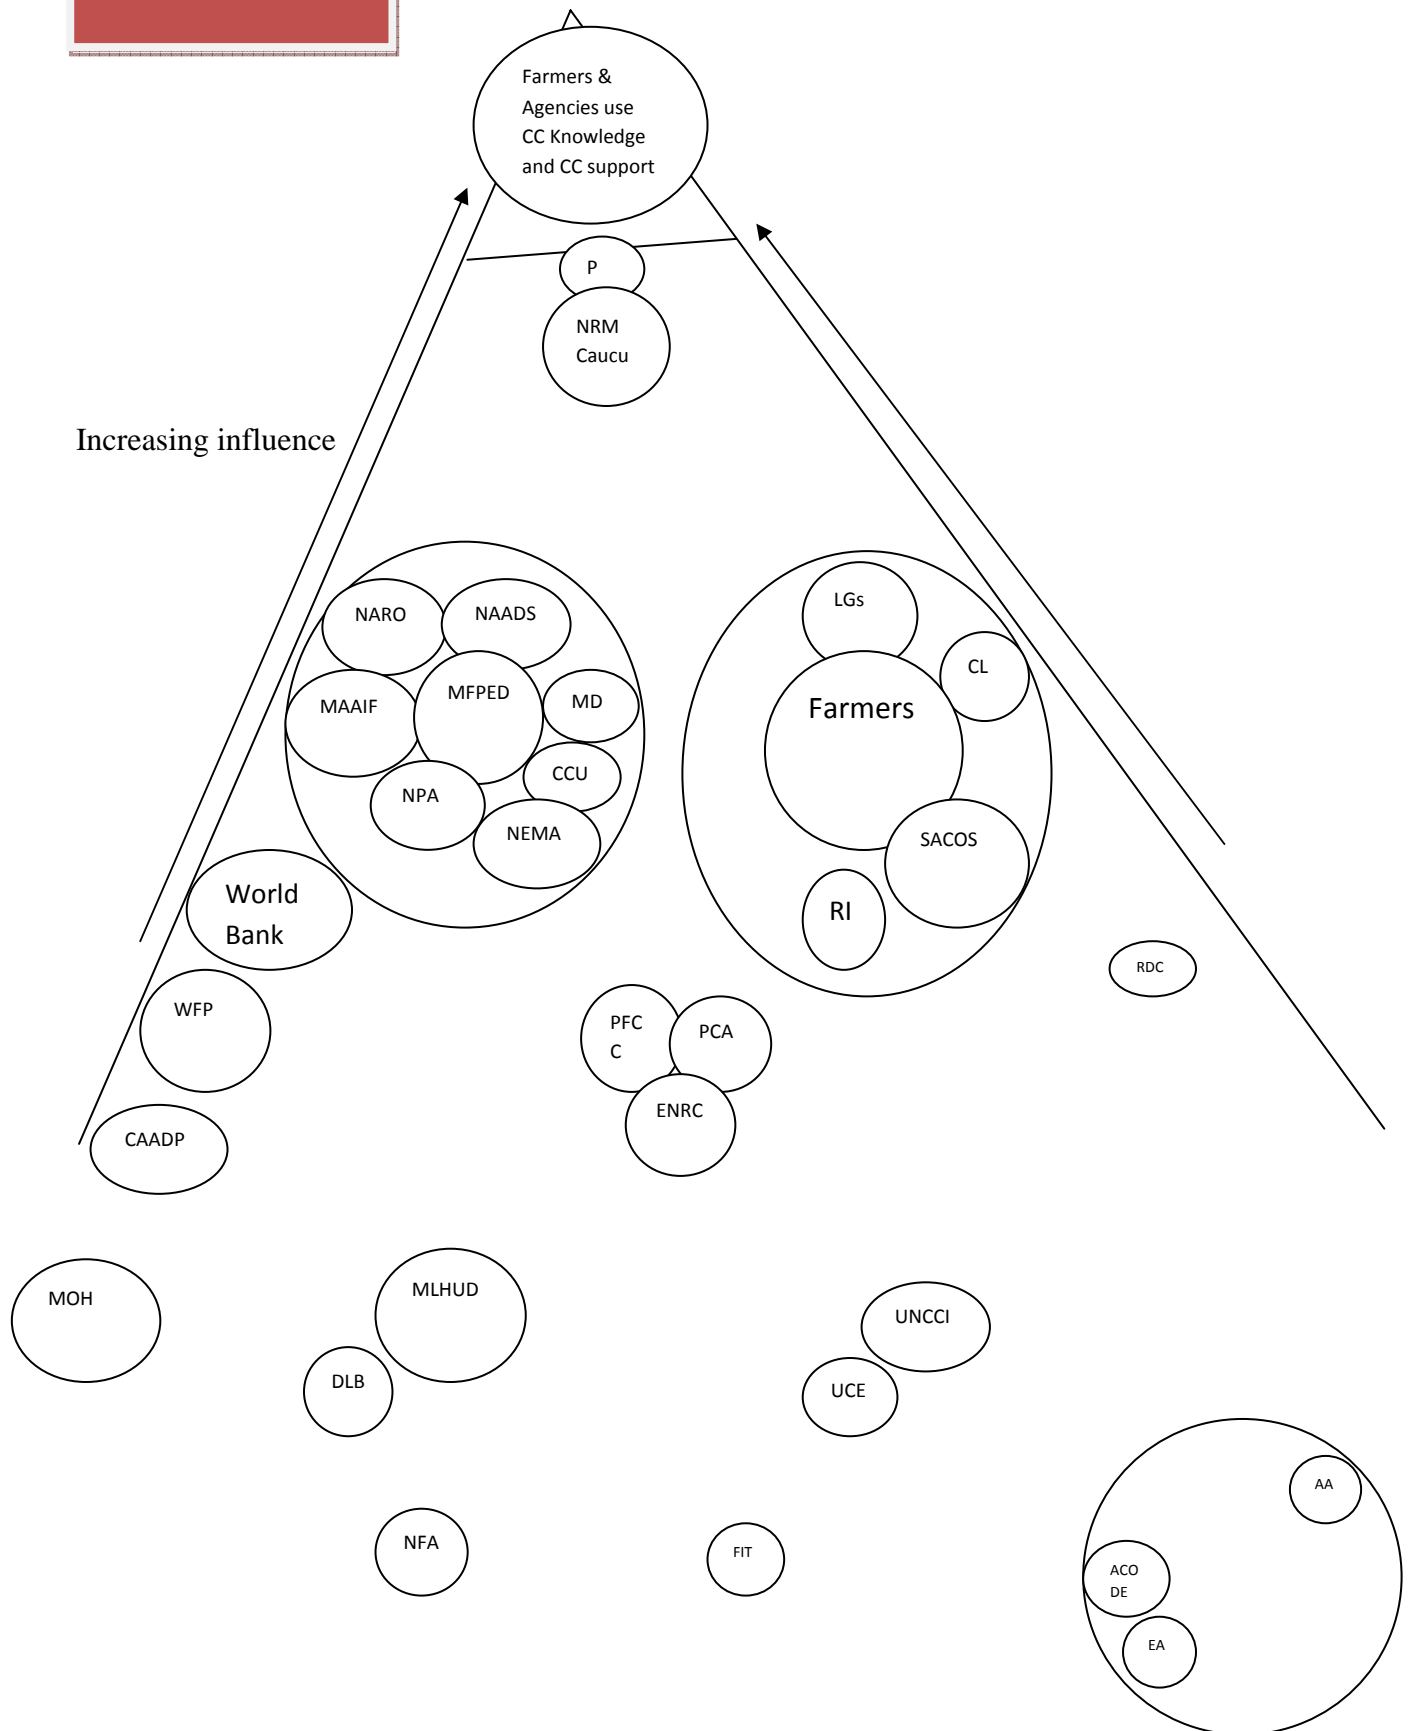 Farmers &
Agencies use
CC Knowledge
and CC support
P
NRM
Caucu
Increasing influence
NARO
NAADS
MAAIF
MFPED
MD
CCU
NPA
NEMA
LGs
CL
Farmers
SACOS
RI
World
Bank
WFP
CAADP
RDC
PFC
C
PCA
ENRC
MOH
MLHUD
DLB
UNCCI
UCE
NFA
FIT
AA
ACO
DE
EA